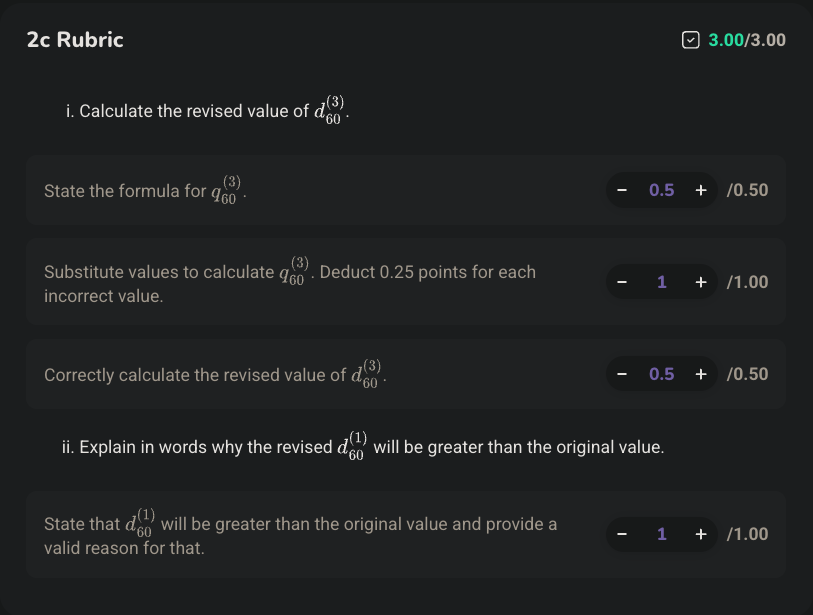 2c Rubric 3.00/3.00
i. Calculate the revised value of $d_{60}^{(3)}$.
State the formula for $q_{60}^{(3)}$. − 0.5 + /0.50
Substitute values to calculate $q_{60}^{(3)}$. Deduct 0.25 points for each
incorrect value. − 1 + /1.00
Correctly calculate the revised value of $d_{60}^{(3)}$. − 0.5 + /0.50
ii. Explain in words why the revised $d_{60}^{(1)}$ will be greater than the original value.
State that $d_{60}^{(1)}$ will be greater than the original value and provide a
valid reason for that. − 1 + /1.00